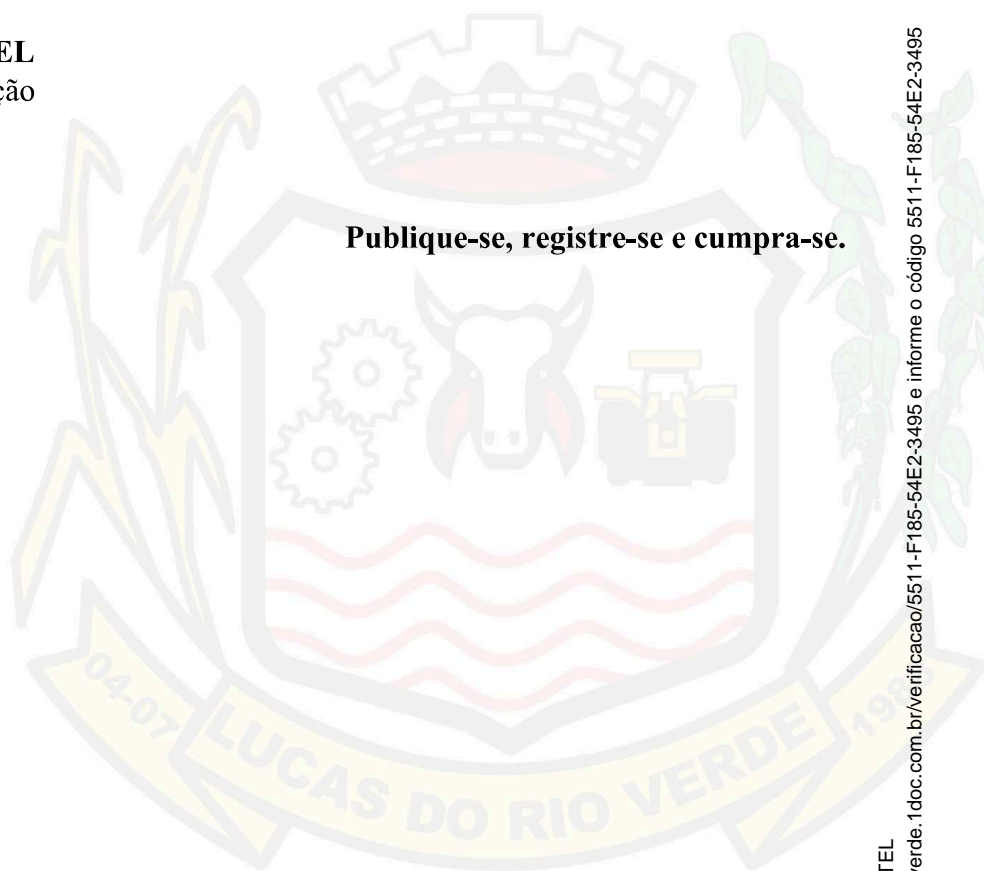 EL
ção
Publique-se, registre-se e cumpra-se.
04-07
LUCAS DO RIO VERDE
TEL
verde.1doc.com.br/verificacao/5511-F185-54E2-3495 e informe o código 5511-F185-54E2-3495